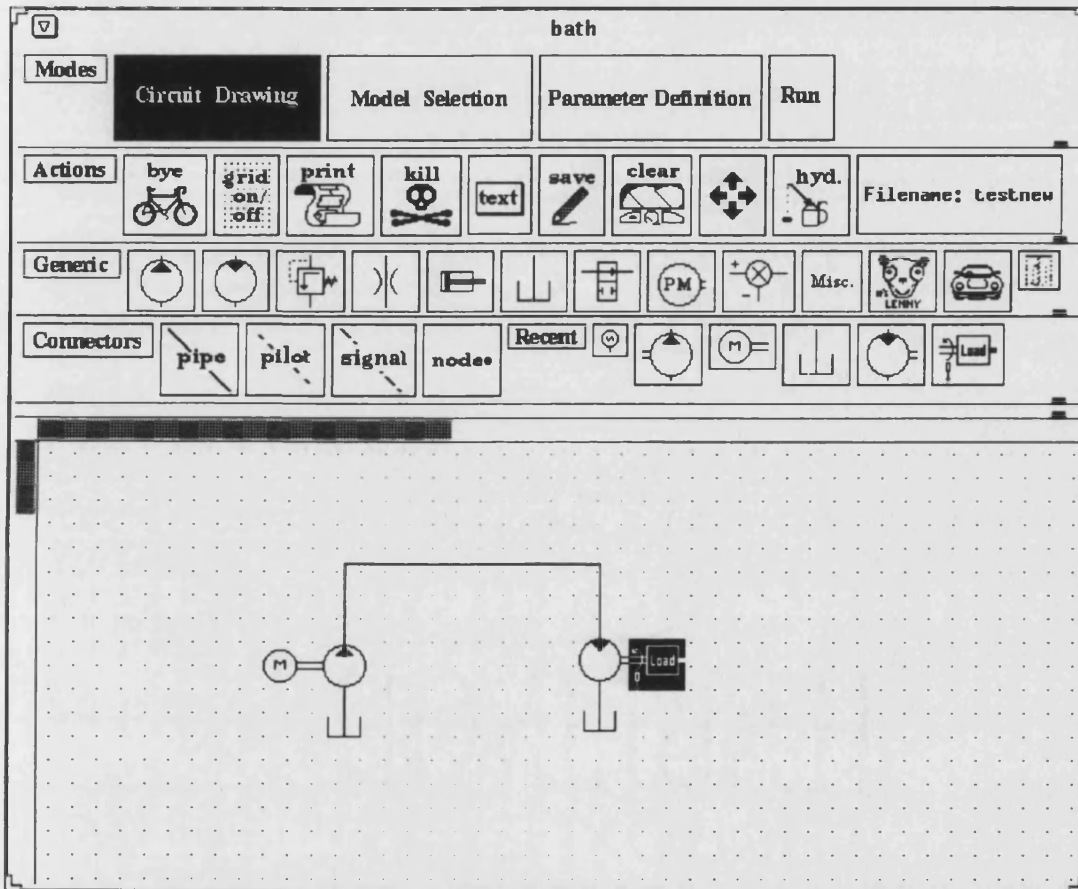 bath
Modes
Circuit Drawing
Model Selection
Parameter Definition
Run
Actions
bye
grid on/ off
print
kill
text
save
clear
hyd.
Filename: testnew
Generic
PM
+
-
Misc.
LENNY
Connectors
pipe
pilot
signal
node
Recent
M
Load
M
Load